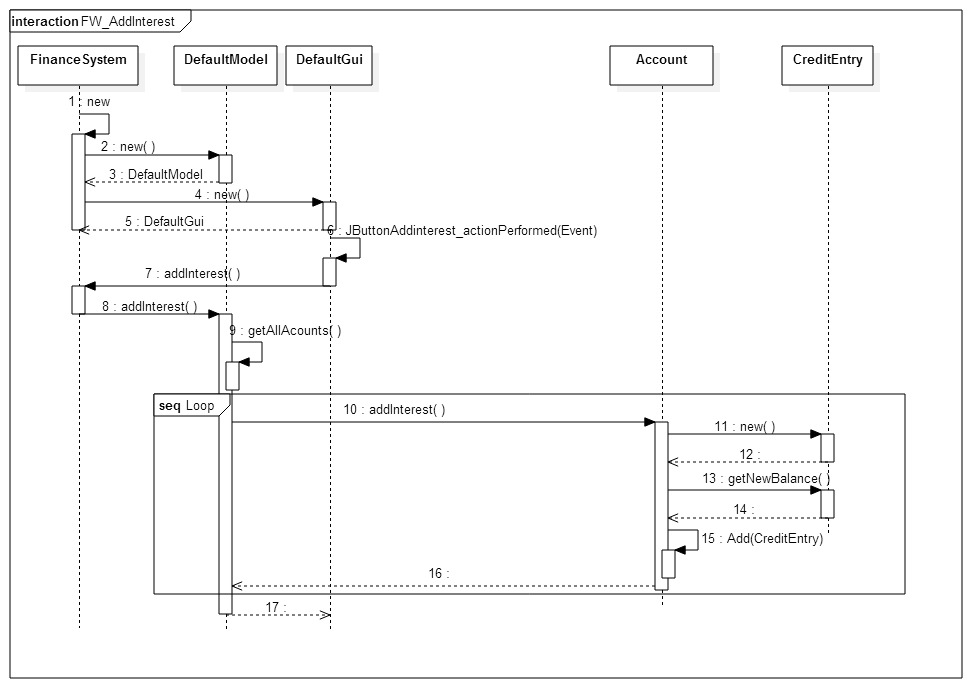 interaction FW_AddInterest
FinanceSystem
DefaultModel
DefaultGui
Account
CreditEntry
1 : new
2 : new( )
3 : DefaultModel
4 : new( )
5 : DefaultGui
6 : JButtonAddinterest_actionPerformed(Event)
7 : addInterest( )
8 : addInterest( )
9 : getAllAcounts( )
seq Loop
10 : addInterest( )
11 : new( )
12 :
13 : getNewBalance( )
14 :
15 : Add(CreditEntry)
16 :
17 :